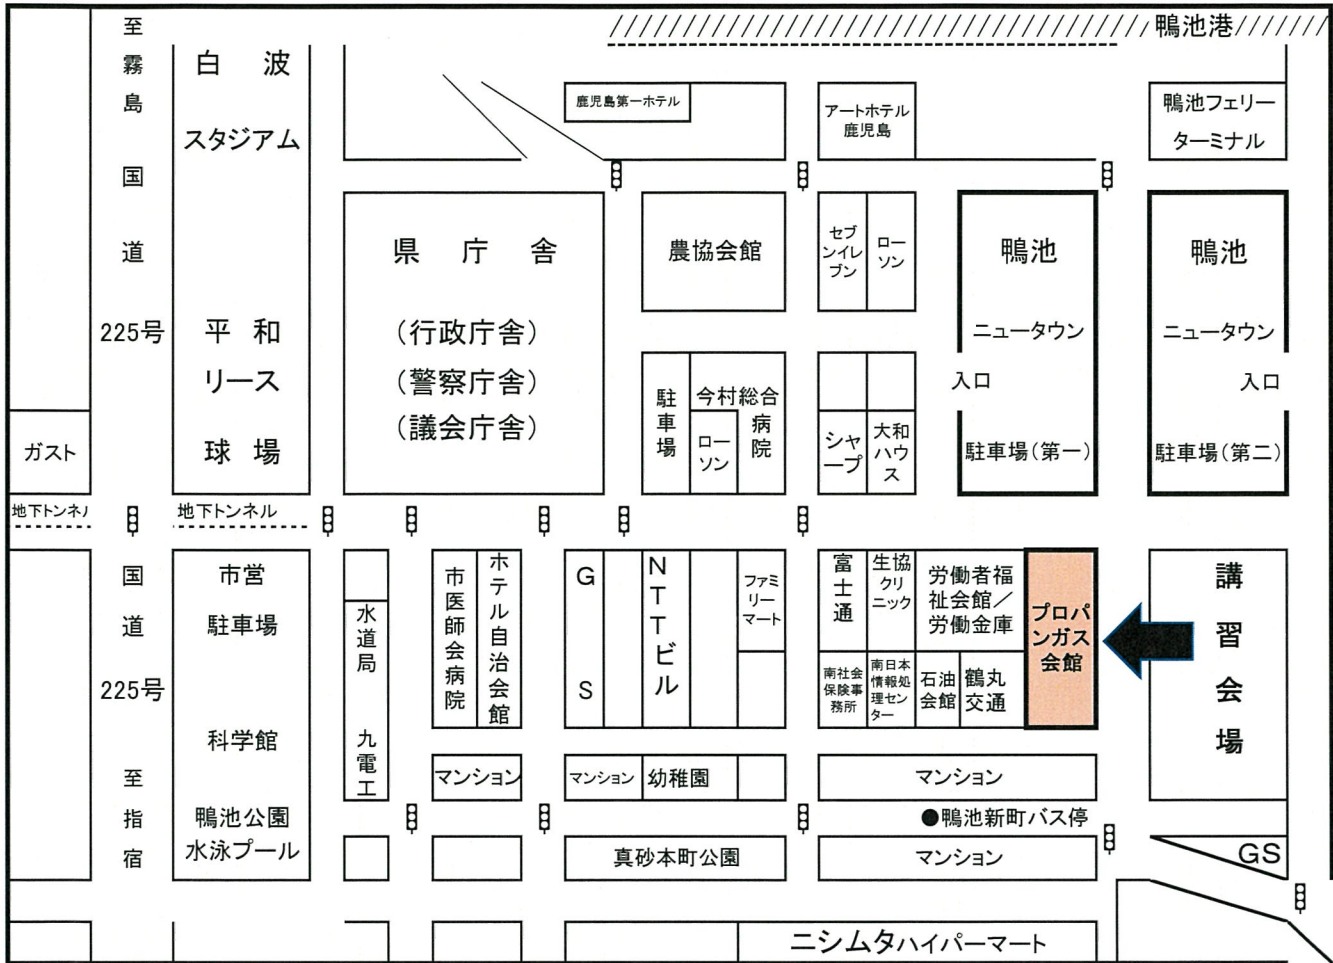 鴨池港
至
霧
島
国
道
225号
白波
スタジアム
平和
リース
球場
鹿児島第一ホテル
アートホテル
鹿児島
鴨池フェリー
ターミナル
県庁舎
(行政庁舎)
(警察庁舎)
(議会庁舎)
農協会館
セブ
ンイレ
ブン
ロー
ソン
鴨池
ニュータウン
入口
駐車場(第一)
鴨池
ニュータウン
入口
駐車場(第二)
駐車場
今村総合
病院
ロー
ソン
シャ
ープ
大和
ハウ
ス
ガスト
地下トンネル
地下トンネル
国
道
225号
至
指
宿
市営
駐車場
科学館
鴨池公園
水泳プール
水道局
九電工
市医師会病院
ホテル自治会館
GS
NTTビル
ファミ
リー
マート
富士通
生協
クリ
ニック
労働者福
祉会館/
労働金庫
プロパ
ンガス
会館
講習会場
南社会
保険事
務所
南日本
情報処
理セン
ター
石油
会館
鶴丸
交通
マンション
マンション
幼稚園
マンション
●鴨池新町バス停
真砂本町公園
マンション
GS
ニシムタハイパーマート